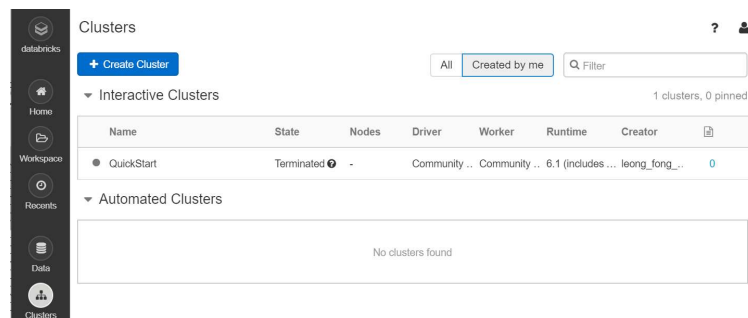 databricks
Home
Workspace
Recents
Data
Clusters
Clusters
?
+ Create Cluster
All Created by me Filter
Interactive Clusters 1 clusters, 0 pinned
Name State Nodes Driver Worker Runtime Creator
QuickStart Terminated ? - Community .. Community .. 6.1 (includes ... leong_fong_.. 0
Automated Clusters
No clusters found